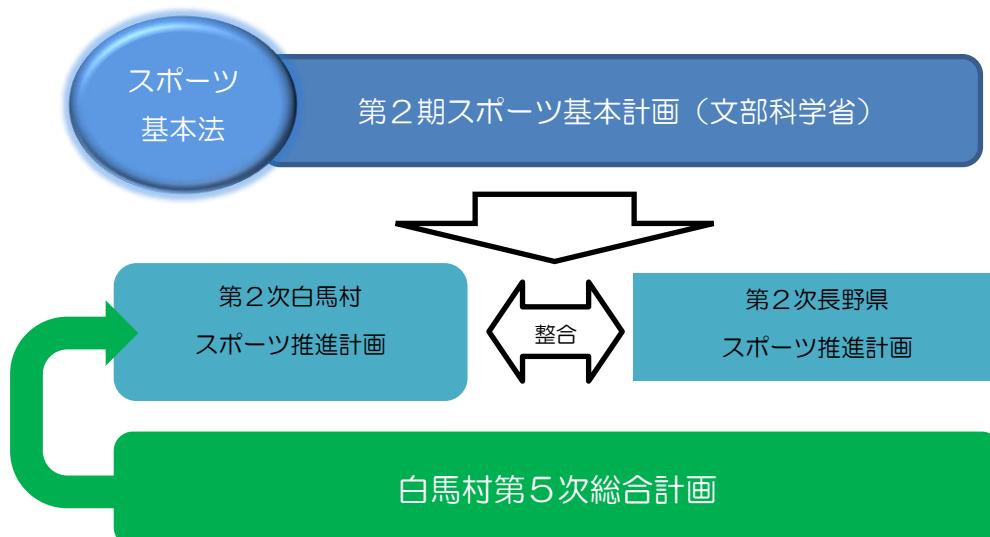 スポーツ
基本法
第２期スポーツ基本計画（文部科学省）
第２次白馬村
スポーツ推進計画
整合
第２次長野県
スポーツ推進計画
白馬村第５次総合計画